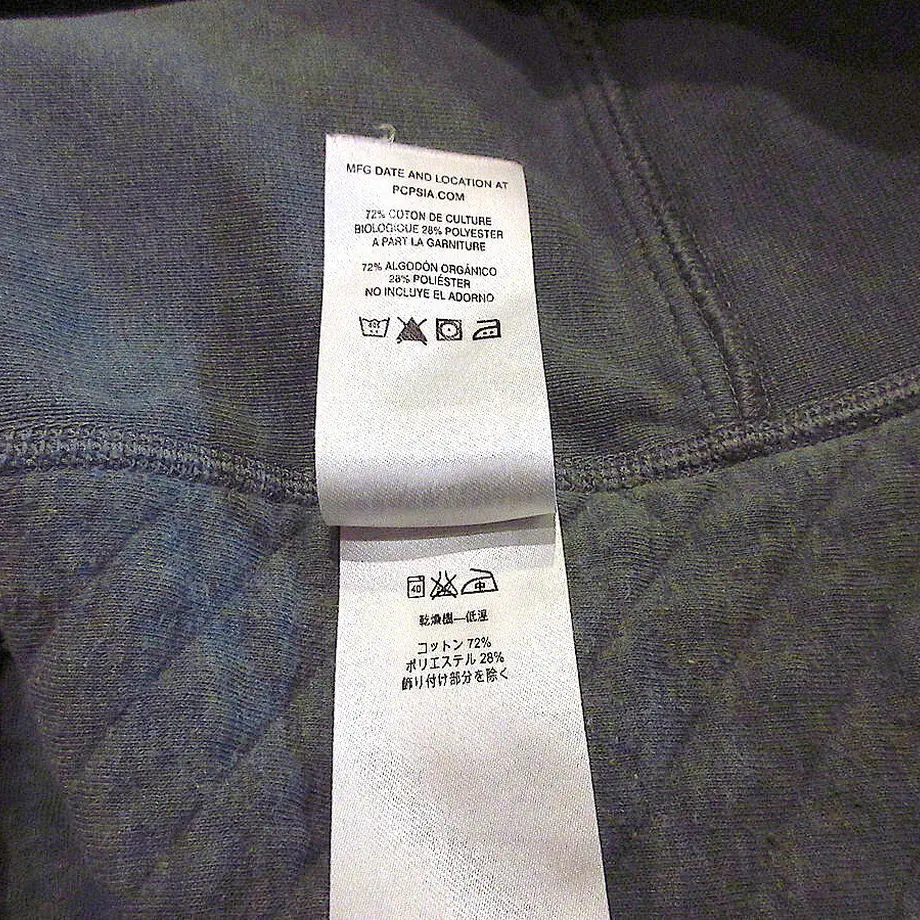 MFG DATE AND LOCATION AT
PCPSIA.COM
72% COTON DE CULTURE
BIOLOGIQUE 28% POLYESTER
A PART LA GARNITURE
72% ALGODÓN ORGÁNICO
28% POLIÉSTER
NO INCLUYE EL ADORNO
40
乾燥機—低温
コットン 72%
ポリエステル 28%
飾り付け部分を除く